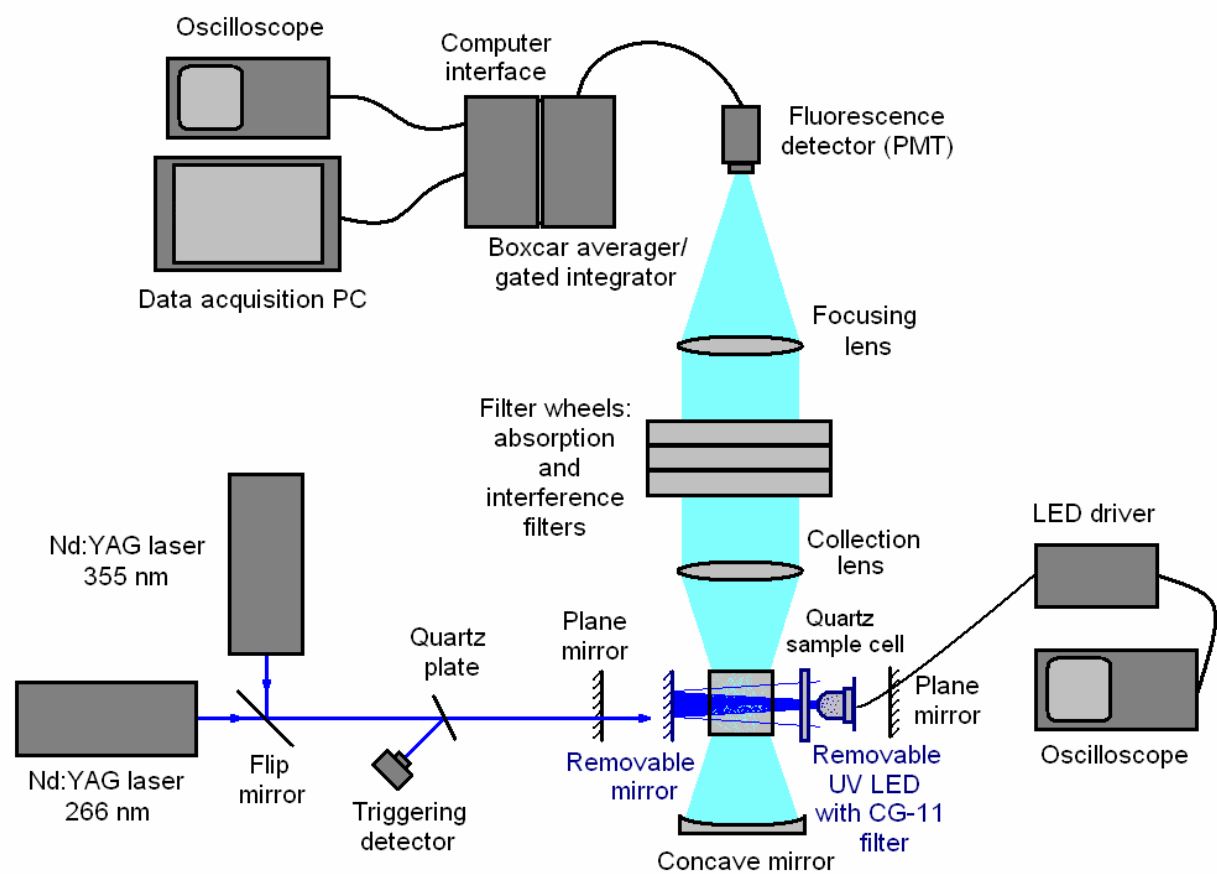 Oscilloscope
Computer
interface
Fluorescence
detector (PMT)
Boxcar averager/
gated integrator
Data acquisition PC
Focusing
lens
Filter wheels:
absorption
and
interference
filters
Nd:YAG laser
355 nm
Collection
lens
LED driver
Quartz
plate
Plane
mirror
Quartz
sample cell
Plane
mirror
Oscilloscope
Nd:YAG laser
266 nm
Flip
mirror
Triggering
detector
Removable
mirror
Removable
UV LED
with CG-11
filter
Concave mirror